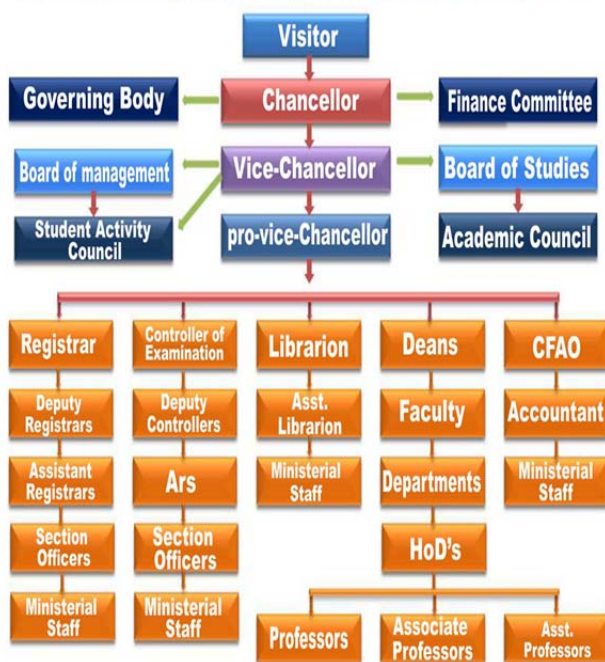 Visitor
Governing Body
Chancellor
Finance Committee
Board of management
Vice-Chancellor
Board of Studies
Student Activity
Council
pro-vice-Chancellor
Academic Council
Registrar
Controller of
Examination
Librarion
Deans
CFAO
Deputy
Registrars
Deputy
Controllers
Asst.
Librarion
Faculty
Accountant
Assistant
Registrars
Ars
Ministerial
Staff
Departments
Ministerial
Staff
Section
Officers
Section
Officers
HoD's
Ministerial
Staff
Ministerial
Staff
Professors
Associate
Professors
Asst.
Professors